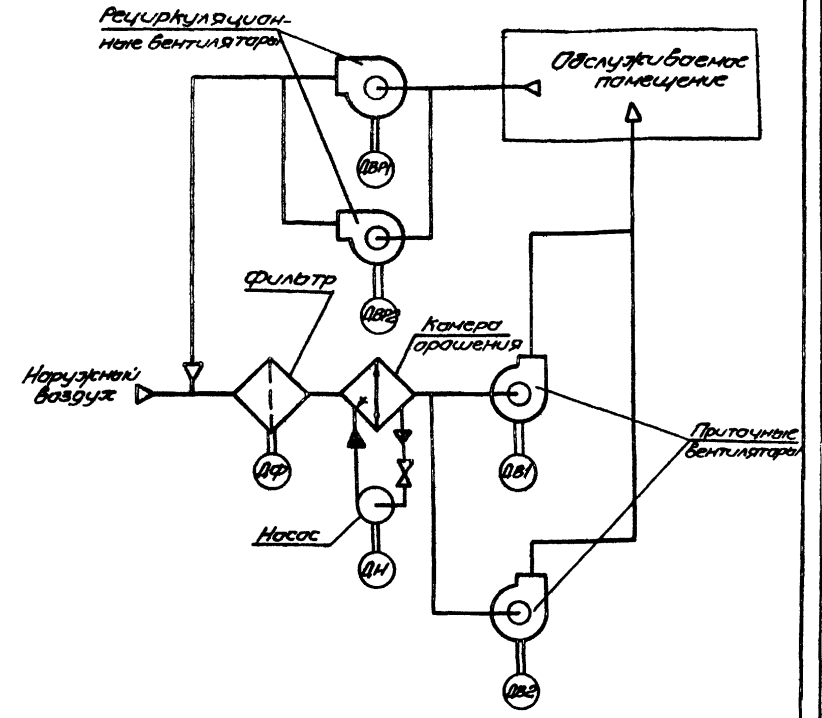 Рециркуляцион-
ные вентиляторы
Обслуживаемое
помещение
ДВР1
ДВР2
Фильтр
Камера
орошения
Наружный
воздух
Приточные
вентиляторы
ДФ
ДВ1
Насос
ДН
ДВ2